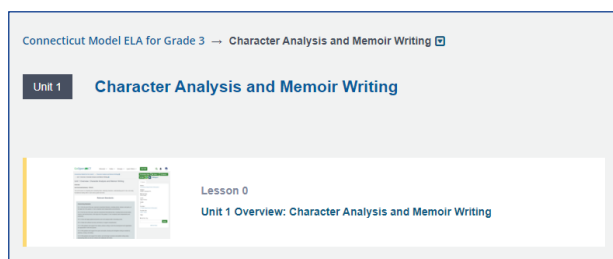 Connecticut Model ELA for Grade 3 → Character Analysis and Memoir Writing
Unit 1 Character Analysis and Memoir Writing
Lesson 0
Unit 1 Overview: Character Analysis and Memoir Writing